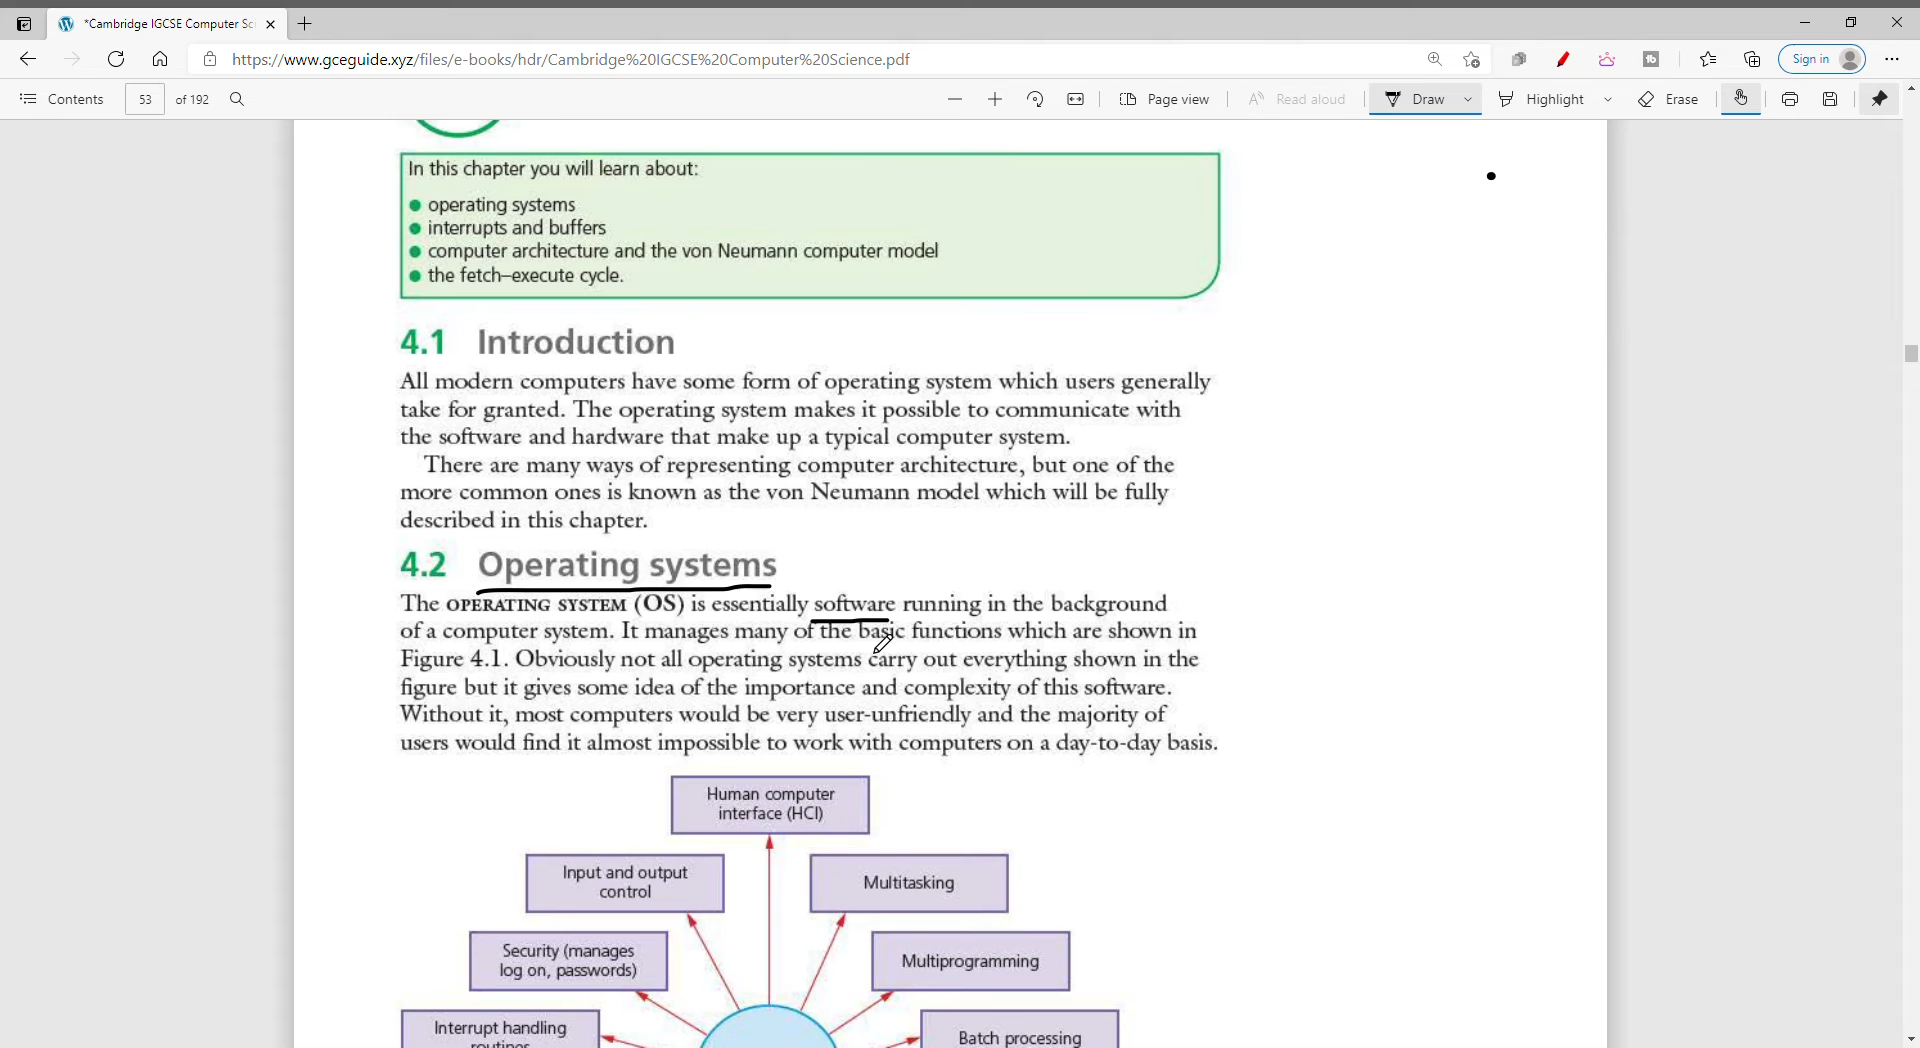 *Cambridge IGCSE Computer Sc
https://www.gceguide.xyz/files/e-books/hdr/Cambridge%20IGCSE%20Computer%20Science.pdf
Sign in
Contents 53 of 192 Page view Read aloud Draw Highlight Erase
In this chapter you will learn about:
● operating systems
● interrupts and buffers
● computer architecture and the von Neumann computer model
● the fetch–execute cycle.
4.1 Introduction
All modern computers have some form of operating system which users generally
take for granted. The operating system makes it possible to communicate with
the software and hardware that make up a typical computer system.
There are many ways of representing computer architecture, but one of the
more common ones is known as the von Neumann model which will be fully
described in this chapter.
4.2 Operating systems
The OPERATING SYSTEM (OS) is essentially software running in the background
of a computer system. It manages many of the basic functions which are shown in
Figure 4.1. Obviously not all operating systems carry out everything shown in the
figure but it gives some idea of the importance and complexity of this software.
Without it, most computers would be very user-unfriendly and the majority of
users would find it almost impossible to work with computers on a day-to-day basis.
Human computer
interface (HCI)
Input and output
control
Multitasking
Security (manages
log on, passwords)
Multiprogramming
Interrupt handling
routines
Batch processing